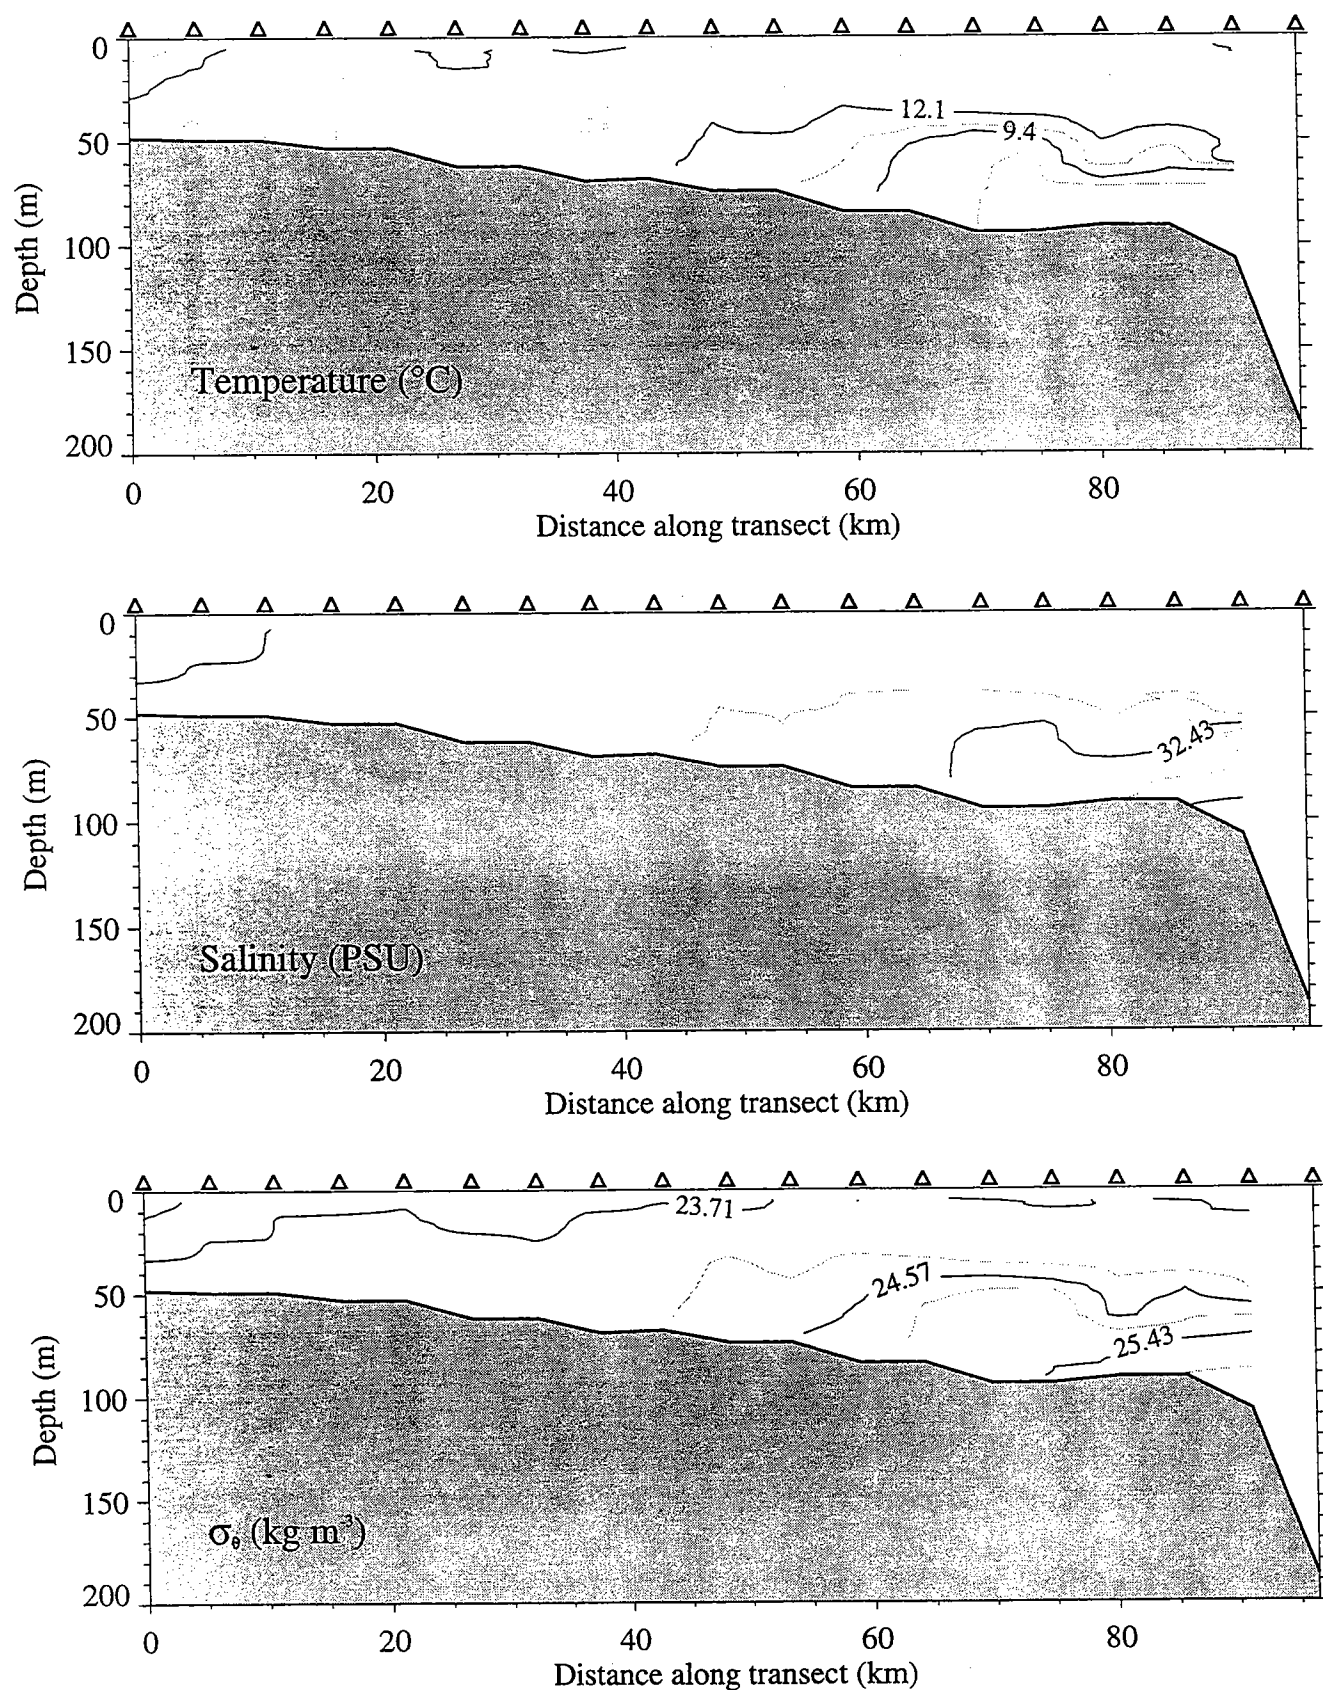 0
12.1
9.4
50
100
150
200
Depth (m)
Temperature (°C)
0 20 40 60 80
Distance along transect (km)
0
50
32.43
100
150
200
Depth (m)
Salinity (PSU)
0 20 40 60 80
Distance along transect (km)
0
23.71
24.57
50
25.43
100
150
200
Depth (m)
σθ (kg m⁻³)
0 20 40 60 80
Distance along transect (km)